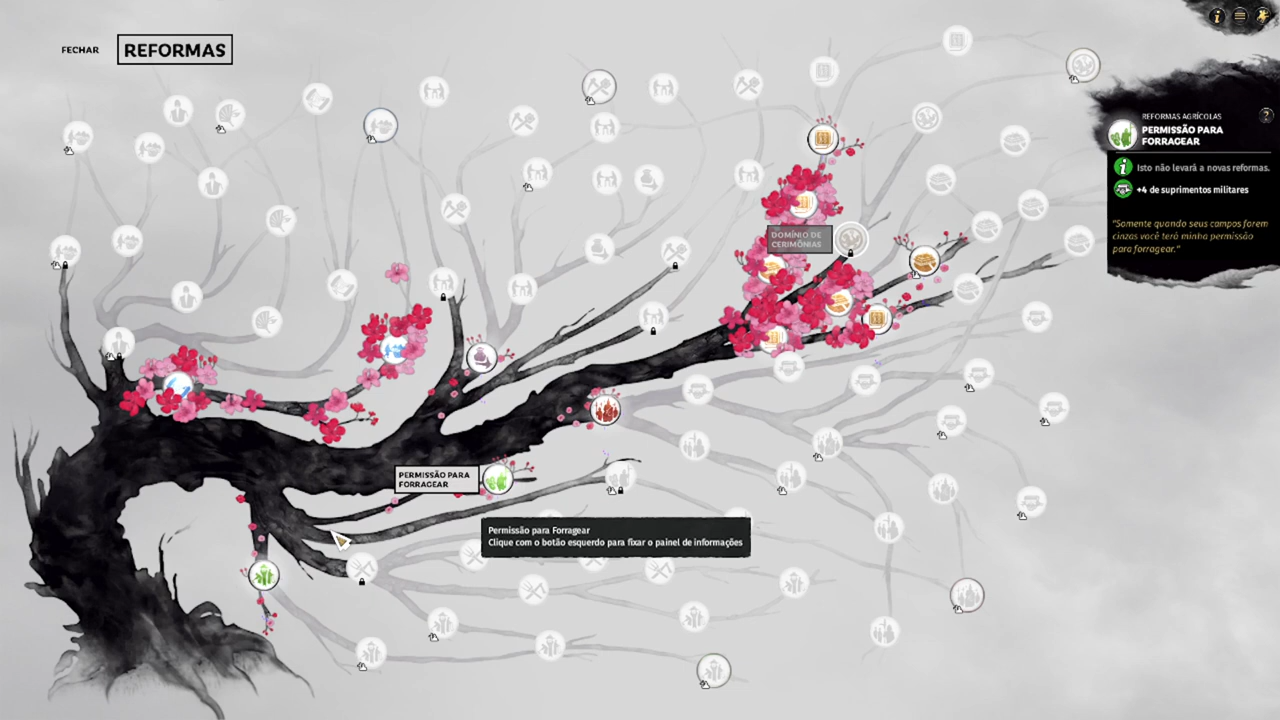 FECHAR
REFORMAS
REFORMAS AGRÍCOLAS
?
PERMISSÃO PARA
FORRAGEAR
Isto não levará a novas reformas.
+4 de suprimentos militares
"Somente quando seus campos forem
cinzas você terá minha permissão
para forragear."
DOMÍNIO DE
CERIMÔNIAS
PERMISSÃO PARA
FORRAGEAR
Permissão para Forragear
Clique com o botão esquerdo para fixar o painel de informações